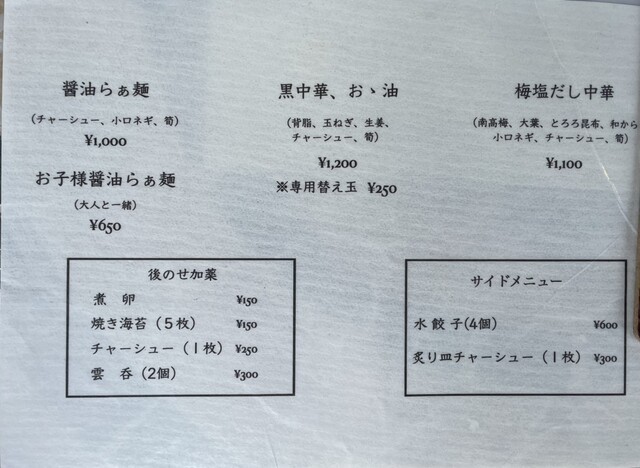 醤油らぁ麺
(チャーシュー、小口ネギ、筍)
¥1,000
お子様醤油らぁ麺
(大人と一緒)
¥650
黒中華、おゝ油
(背脂、玉ねぎ、生姜、
チャーシュー、筍)
¥1,200
※専用替え玉 ¥250
梅塩だし中華
(南高梅、大葉、とろろ昆布、和から
小口ネギ、チャーシュー、筍)
¥1,100
後のせ加薬
煮 卵 ¥150
焼き海苔(5枚) ¥150
チャーシュー(1枚) ¥250
雲 呑(2個) ¥300
サイドメニュー
水餃子(4個) ¥600
炙り皿チャーシュー(1枚) ¥300